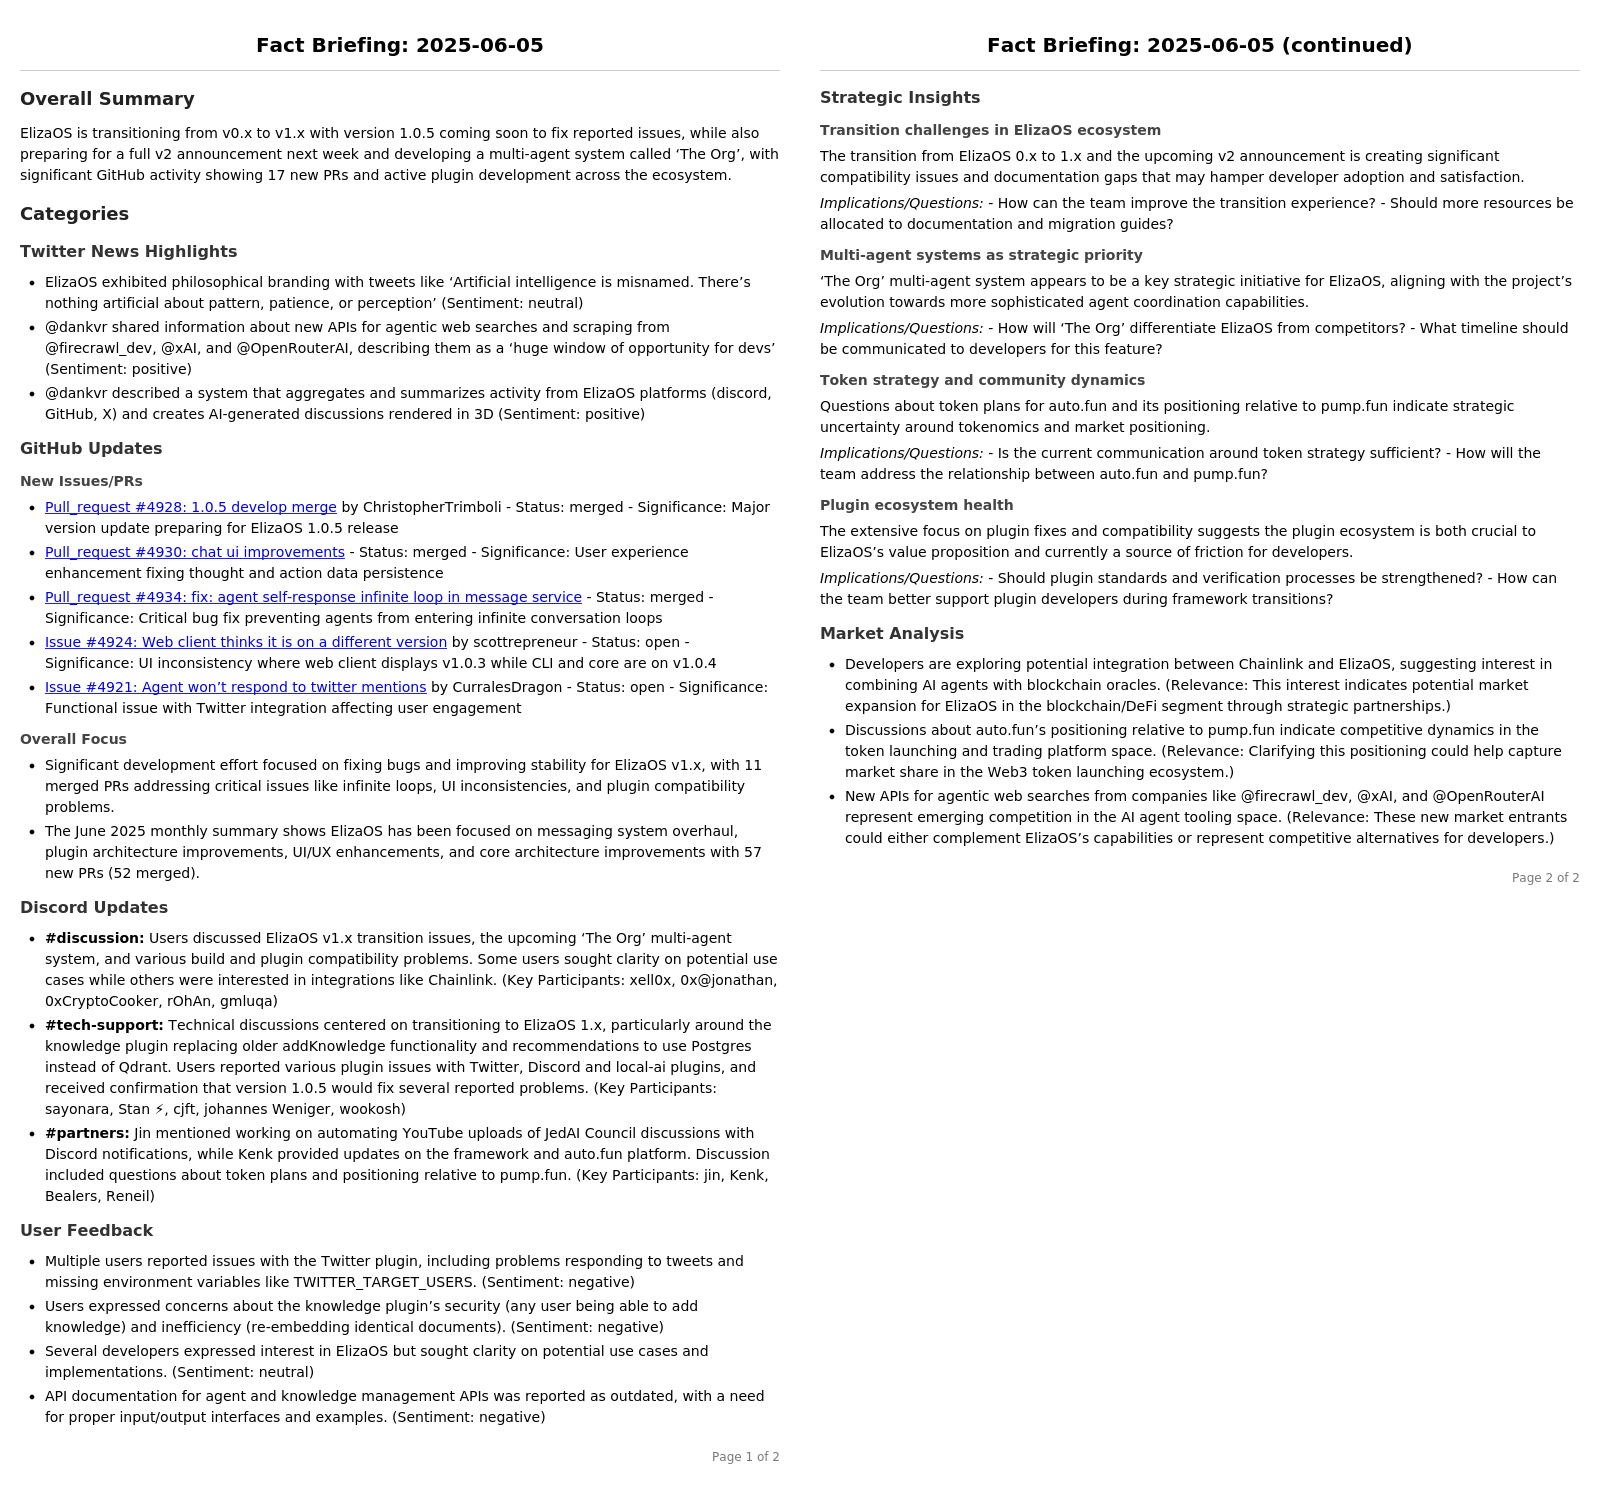 Fact Briefing: 2025-06-05
Overall Summary
ElizaOS is transitioning from v0.x to v1.x with version 1.0.5 coming soon to fix reported issues, while also
preparing for a full v2 announcement next week and developing a multi-agent system called ‘The Org’, with
significant GitHub activity showing 17 new PRs and active plugin development across the ecosystem.
Categories
Twitter News Highlights
• ElizaOS exhibited philosophical branding with tweets like ‘Artificial intelligence is misnamed. There’s
nothing artificial about pattern, patience, or perception’ (Sentiment: neutral)
• @dankvr shared information about new APIs for agentic web searches and scraping from
@firecrawl_dev, @xAI, and @OpenRouterAI, describing them as a ‘huge window of opportunity for devs’
(Sentiment: positive)
• @dankvr described a system that aggregates and summarizes activity from ElizaOS platforms (discord,
GitHub, X) and creates AI-generated discussions rendered in 3D (Sentiment: positive)
GitHub Updates
New Issues/PRs
• Pull_request #4928: 1.0.5 develop merge by ChristopherTrimboli - Status: merged - Significance: Major
version update preparing for ElizaOS 1.0.5 release
• Pull_request #4930: chat ui improvements - Status: merged - Significance: User experience
enhancement fixing thought and action data persistence
• Pull_request #4934: fix: agent self-response infinite loop in message service - Status: merged -
Significance: Critical bug fix preventing agents from entering infinite conversation loops
• Issue #4924: Web client thinks it is on a different version by scottrepreneur - Status: open -
Significance: UI inconsistency where web client displays v1.0.3 while CLI and core are on v1.0.4
• Issue #4921: Agent won’t respond to twitter mentions by CurralesDragon - Status: open - Significance:
Functional issue with Twitter integration affecting user engagement
Overall Focus
• Significant development effort focused on fixing bugs and improving stability for ElizaOS v1.x, with 11
merged PRs addressing critical issues like infinite loops, UI inconsistencies, and plugin compatibility
problems.
• The June 2025 monthly summary shows ElizaOS has been focused on messaging system overhaul,
plugin architecture improvements, UI/UX enhancements, and core architecture improvements with 57
new PRs (52 merged).
Discord Updates
• #discussion: Users discussed ElizaOS v1.x transition issues, the upcoming ‘The Org’ multi-agent
system, and various build and plugin compatibility problems. Some users sought clarity on potential use
cases while others were interested in integrations like Chainlink. (Key Participants: xell0x, 0x@jonathan,
0xCryptoCooker, rOhAn, gmluqa)
• #tech-support: Technical discussions centered on transitioning to ElizaOS 1.x, particularly around the
knowledge plugin replacing older addKnowledge functionality and recommendations to use Postgres
instead of Qdrant. Users reported various plugin issues with Twitter, Discord and local-ai plugins, and
received confirmation that version 1.0.5 would fix several reported problems. (Key Participants:
sayonara, Stan ⚡, cjft, johannes Weniger, wookosh)
• #partners: Jin mentioned working on automating YouTube uploads of JedAI Council discussions with
Discord notifications, while Kenk provided updates on the framework and auto.fun platform. Discussion
included questions about token plans and positioning relative to pump.fun. (Key Participants: jin, Kenk,
Bealers, Reneil)
User Feedback
• Multiple users reported issues with the Twitter plugin, including problems responding to tweets and
missing environment variables like TWITTER_TARGET_USERS. (Sentiment: negative)
• Users expressed concerns about the knowledge plugin’s security (any user being able to add
knowledge) and inefficiency (re-embedding identical documents). (Sentiment: negative)
• Several developers expressed interest in ElizaOS but sought clarity on potential use cases and
implementations. (Sentiment: neutral)
• API documentation for agent and knowledge management APIs was reported as outdated, with a need
for proper input/output interfaces and examples. (Sentiment: negative)
Page 1 of 2
Fact Briefing: 2025-06-05 (continued)
Strategic Insights
Transition challenges in ElizaOS ecosystem
The transition from ElizaOS 0.x to 1.x and the upcoming v2 announcement is creating significant
compatibility issues and documentation gaps that may hamper developer adoption and satisfaction.
Implications/Questions: - How can the team improve the transition experience? - Should more resources be
allocated to documentation and migration guides?
Multi-agent systems as strategic priority
‘The Org’ multi-agent system appears to be a key strategic initiative for ElizaOS, aligning with the project’s
evolution towards more sophisticated agent coordination capabilities.
Implications/Questions: - How will ‘The Org’ differentiate ElizaOS from competitors? - What timeline should
be communicated to developers for this feature?
Token strategy and community dynamics
Questions about token plans for auto.fun and its positioning relative to pump.fun indicate strategic
uncertainty around tokenomics and market positioning.
Implications/Questions: - Is the current communication around token strategy sufficient? - How will the
team address the relationship between auto.fun and pump.fun?
Plugin ecosystem health
The extensive focus on plugin fixes and compatibility suggests the plugin ecosystem is both crucial to
ElizaOS’s value proposition and currently a source of friction for developers.
Implications/Questions: - Should plugin standards and verification processes be strengthened? - How can
the team better support plugin developers during framework transitions?
Market Analysis
• Developers are exploring potential integration between Chainlink and ElizaOS, suggesting interest in
combining AI agents with blockchain oracles. (Relevance: This interest indicates potential market
expansion for ElizaOS in the blockchain/DeFi segment through strategic partnerships.)
• Discussions about auto.fun’s positioning relative to pump.fun indicate competitive dynamics in the
token launching and trading platform space. (Relevance: Clarifying this positioning could help capture
market share in the Web3 token launching ecosystem.)
• New APIs for agentic web searches from companies like @firecrawl_dev, @xAI, and @OpenRouterAI
represent emerging competition in the AI agent tooling space. (Relevance: These new market entrants
could either complement ElizaOS’s capabilities or represent competitive alternatives for developers.)
Page 2 of 2